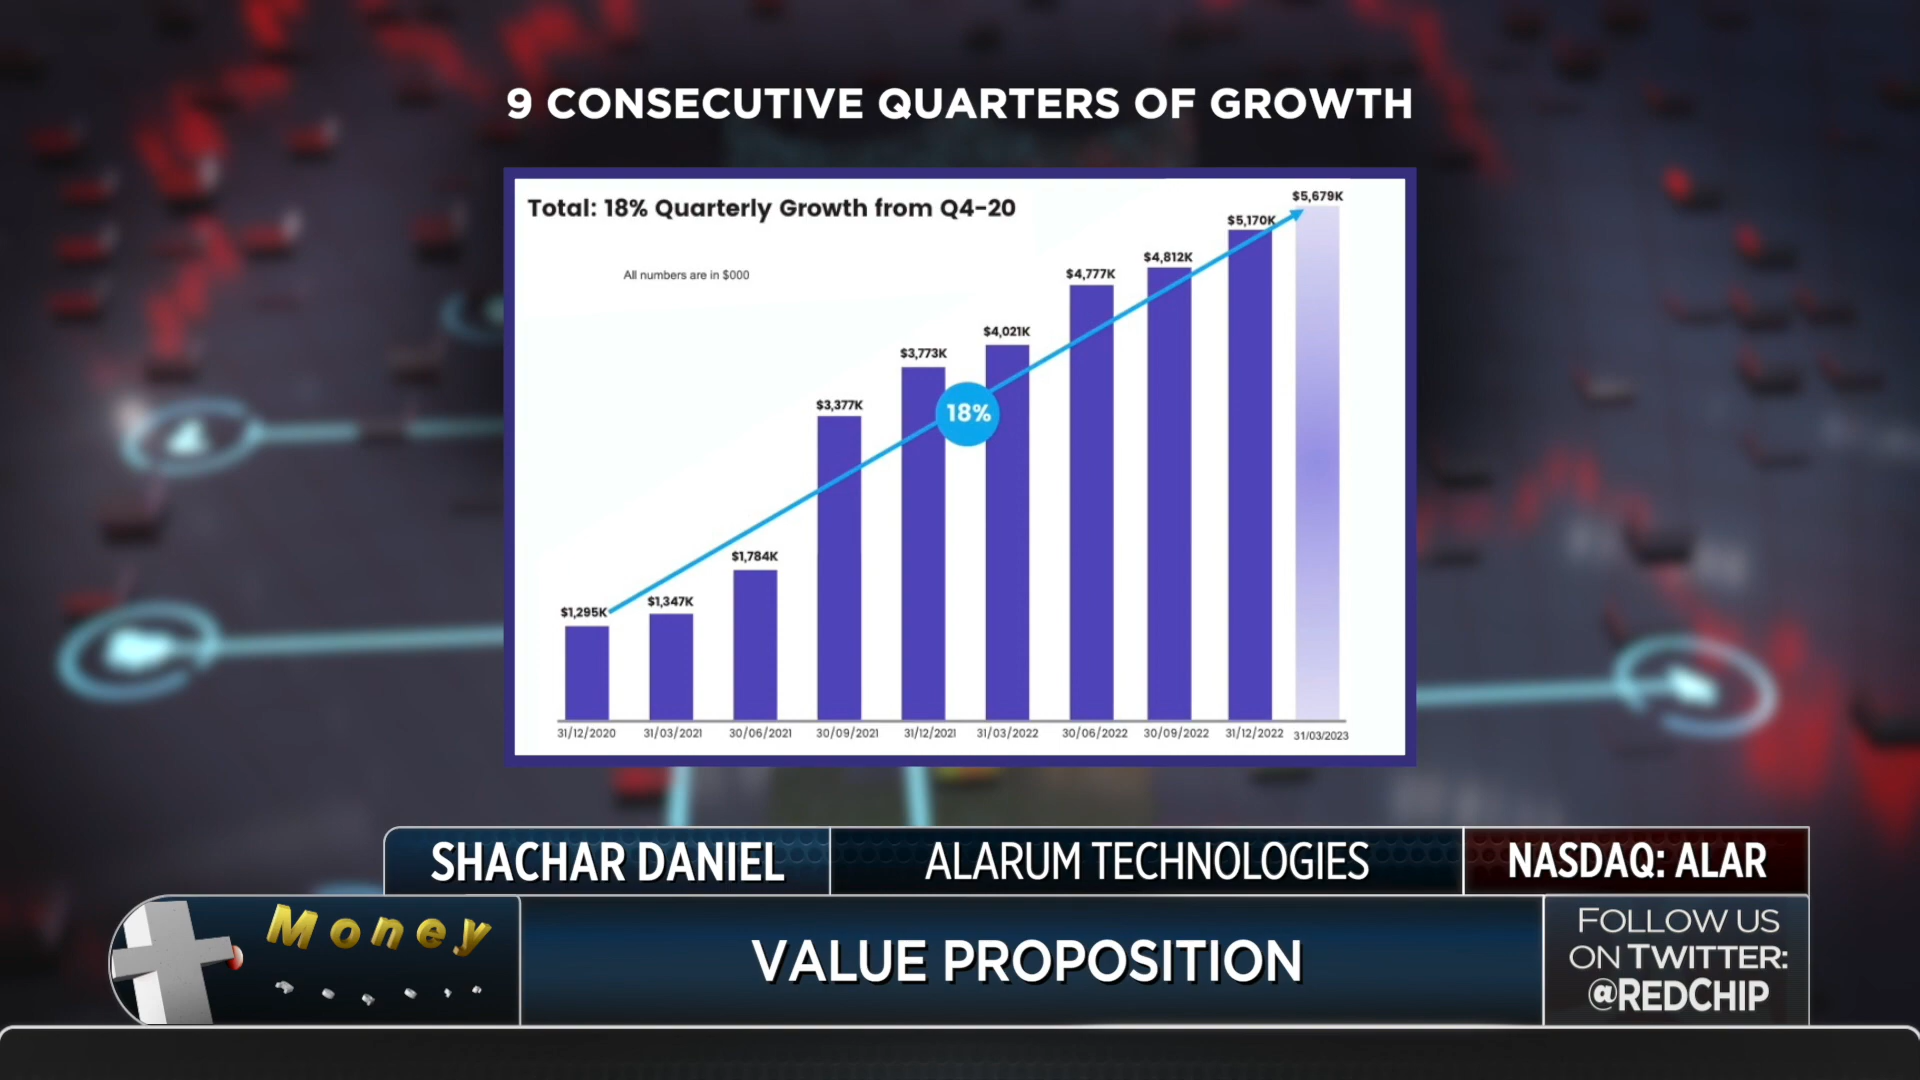 9 CONSECUTIVE QUARTERS OF GROWTH
Total: 18% Quarterly Growth from Q4-20
All numbers are in $000
$1,295K
$1,347K
$1,784K
$3,377K
$3,773K
$4,021K
$4,777K
$4,812K
$5,170K
$5,679K
18%
31/12/2020 31/03/2021 30/06/2021 30/09/2021 31/12/2021 31/03/2022 30/06/2022 30/09/2022 31/12/2022 31/03/2023
SHACHAR DANIEL
ALARUM TECHNOLOGIES
NASDAQ: ALAR
Money
VALUE PROPOSITION
FOLLOW US
ON TWITTER:
@REDCHIP